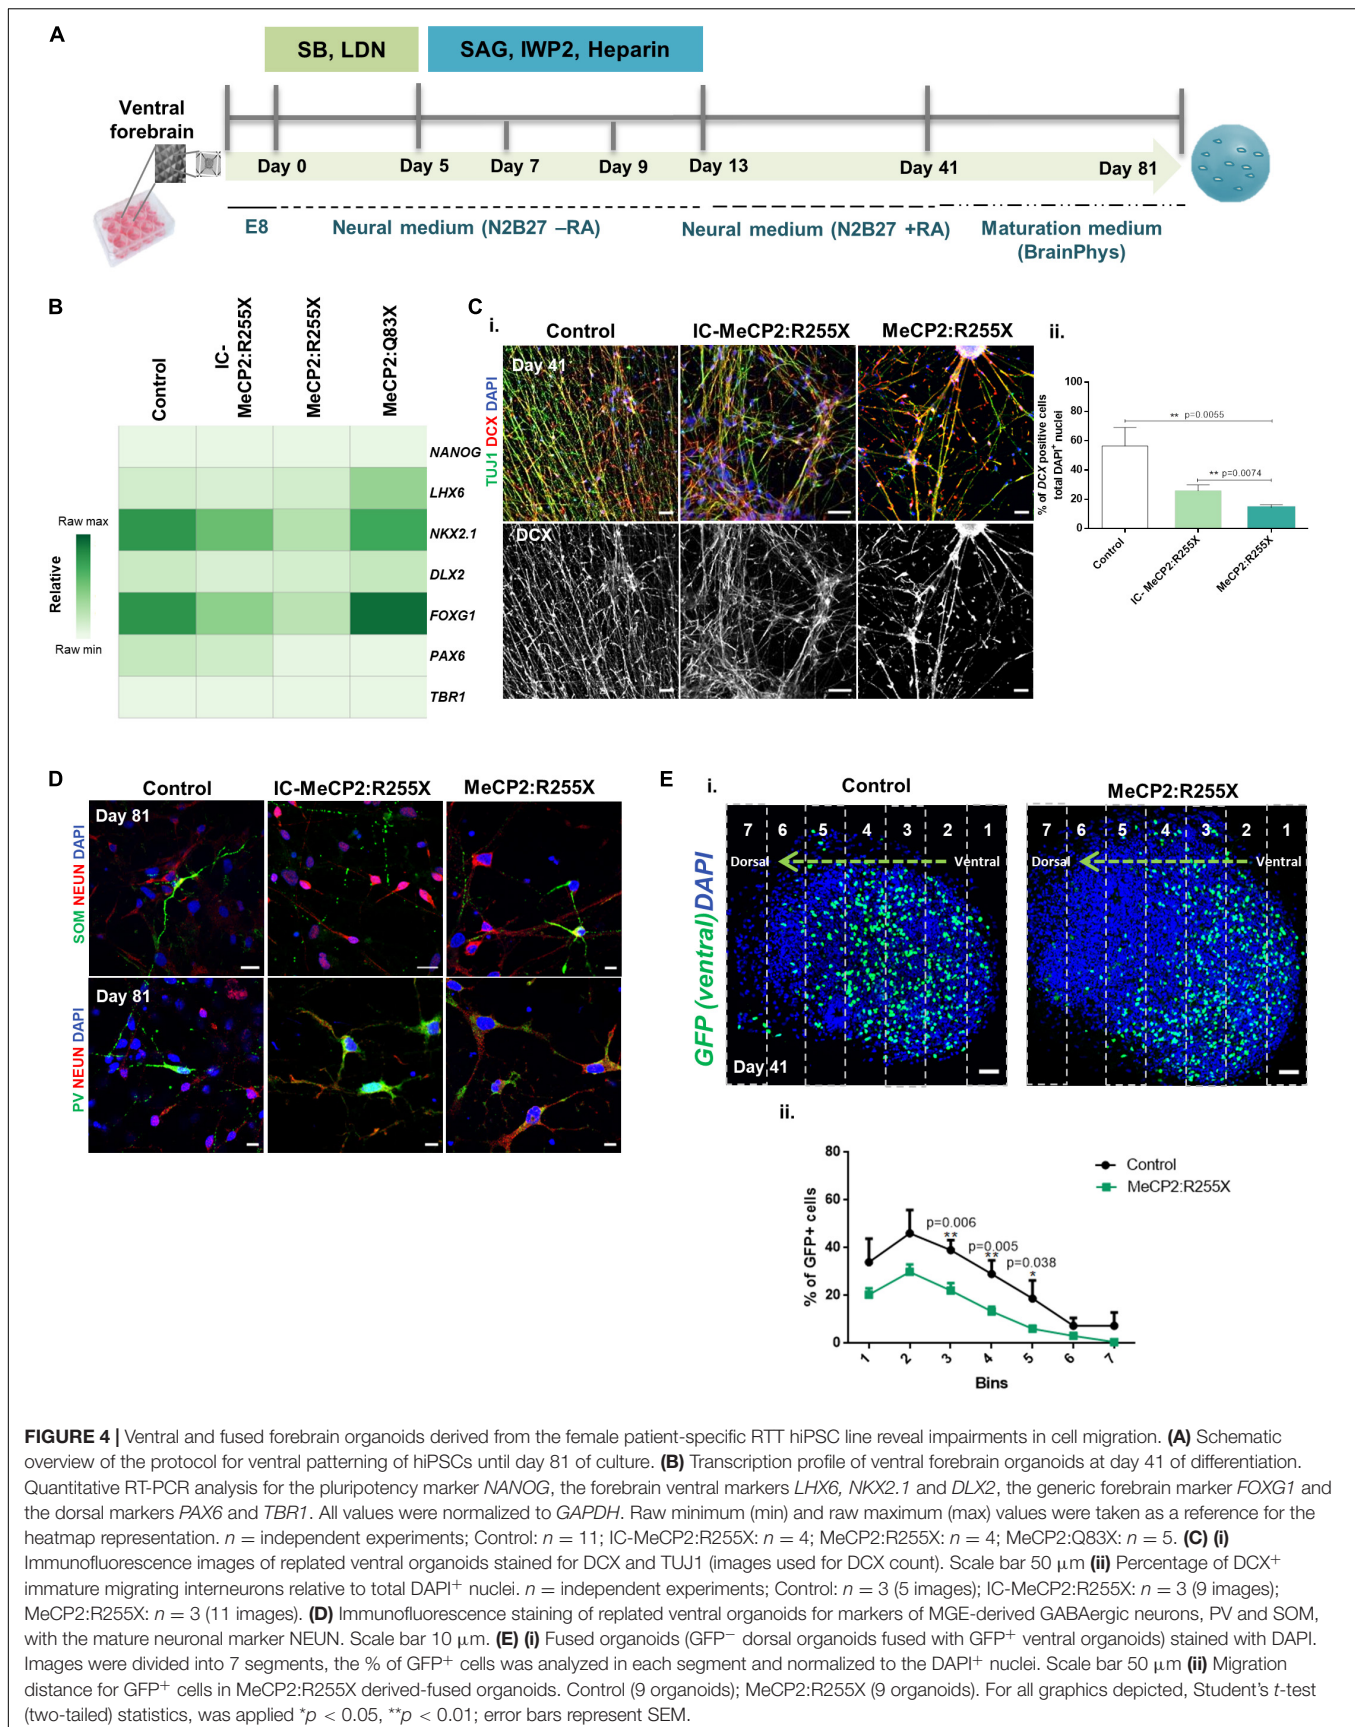 A
SB, LDN
SAG, IWP2, Heparin
Ventral
forebrain
Day 0
Day 5
Day 7
Day 9
Day 13
Day 41
Day 81
E8
Neural medium (N2B27 –RA)
Neural medium (N2B27 +RA)
Maturation medium
(BrainPhys)
B
Control
IC-
MeCP2:R255X
MeCP2:R255X
MeCP2:Q83X
Raw max
Relative
Raw min
NANOG
LHX6
NKX2.1
DLX2
FOXG1
PAX6
TBR1
C
i.
Control
IC-MeCP2:R255X
MeCP2:R255X
TUJ1 DCX DAPI
Day 41
DCX
ii.
% of DCX positive cells
total DAPI+ nuclei
100
80
60
40
20
0
** p=0.0055
** p=0.0074
Control
IC- MeCP2:R255X
MeCP2:R255X
D
Control
IC-MeCP2:R255X
MeCP2:R255X
SOM NEUN DAPI
Day 81
PV NEUN DAPI
Day 81
E
i.
Control
MeCP2:R255X
GFP (ventral)DAPI
7 6 5 4 3 2 1
Dorsal
Ventral
Day 41
7 6 5 4 3 2 1
Dorsal
Ventral
ii.
% of GFP+ cells
80
60
40
20
0
Control
MeCP2:R255X
p=0.006
**
p=0.005
**
p=0.038
*
1 2 3 4 5 6 7
Bins
FIGURE 4 | Ventral and fused forebrain organoids derived from the female patient-specific RTT hiPSC line reveal impairments in cell migration. (A) Schematic
overview of the protocol for ventral patterning of hiPSCs until day 81 of culture. (B) Transcription profile of ventral forebrain organoids at day 41 of differentiation.
Quantitative RT-PCR analysis for the pluripotency marker NANOG, the forebrain ventral markers LHX6, NKX2.1 and DLX2, the generic forebrain marker FOXG1 and
the dorsal markers PAX6 and TBR1. All values were normalized to GAPDH. Raw minimum (min) and raw maximum (max) values were taken as a reference for the
heatmap representation. n = independent experiments; Control: n = 11; IC-MeCP2:R255X: n = 4; MeCP2:R255X: n = 4; MeCP2:Q83X: n = 5. (C) (i)
Immunofluorescence images of replated ventral organoids stained for DCX and TUJ1 (images used for DCX count). Scale bar 50 μm (ii) Percentage of DCX+
immature migrating interneurons relative to total DAPI+ nuclei. n = independent experiments; Control: n = 3 (5 images); IC-MeCP2:R255X: n = 3 (9 images);
MeCP2:R255X: n = 3 (11 images). (D) Immunofluorescence staining of replated ventral organoids for markers of MGE-derived GABAergic neurons, PV and SOM,
with the mature neuronal marker NEUN. Scale bar 10 μm. (E) (i) Fused organoids (GFP− dorsal organoids fused with GFP+ ventral organoids) stained with DAPI.
Images were divided into 7 segments, the % of GFP+ cells was analyzed in each segment and normalized to the DAPI+ nuclei. Scale bar 50 μm (ii) Migration
distance for GFP+ cells in MeCP2:R255X derived-fused organoids. Control (9 organoids); MeCP2:R255X (9 organoids). For all graphics depicted, Student's t-test
(two-tailed) statistics, was applied *p < 0.05, **p < 0.01; error bars represent SEM.